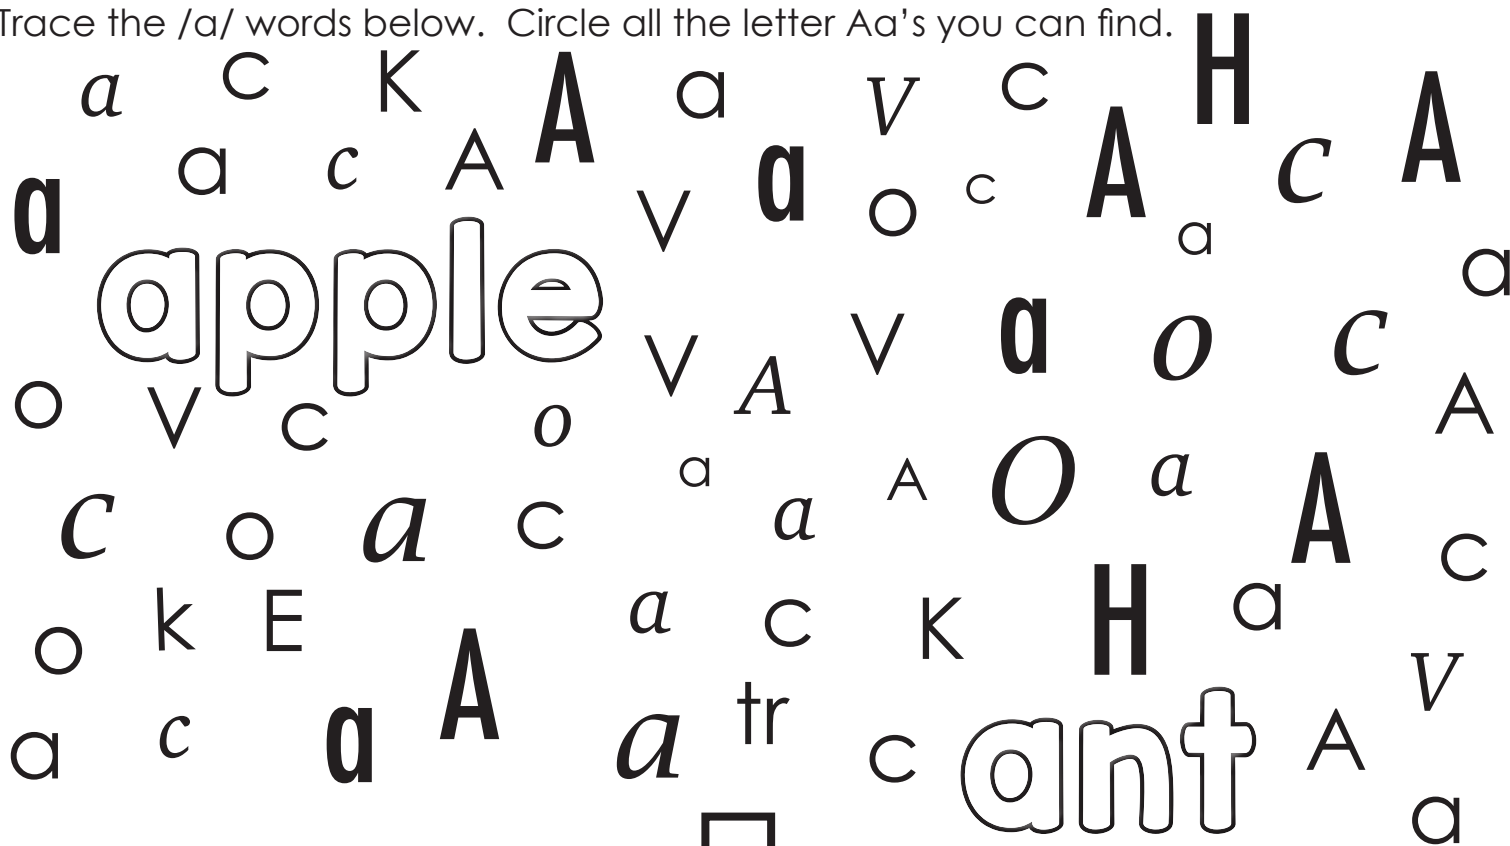 Trace the /a/ words below. Circle all the letter Aa's you can find.
a c K A a V c A H c A
a a c A V a o c a a
apple
V A V a o c A
o V c o a a A O a A
c o a c
c
o k E a c K H a
A V
a c a a tr c ant A
a